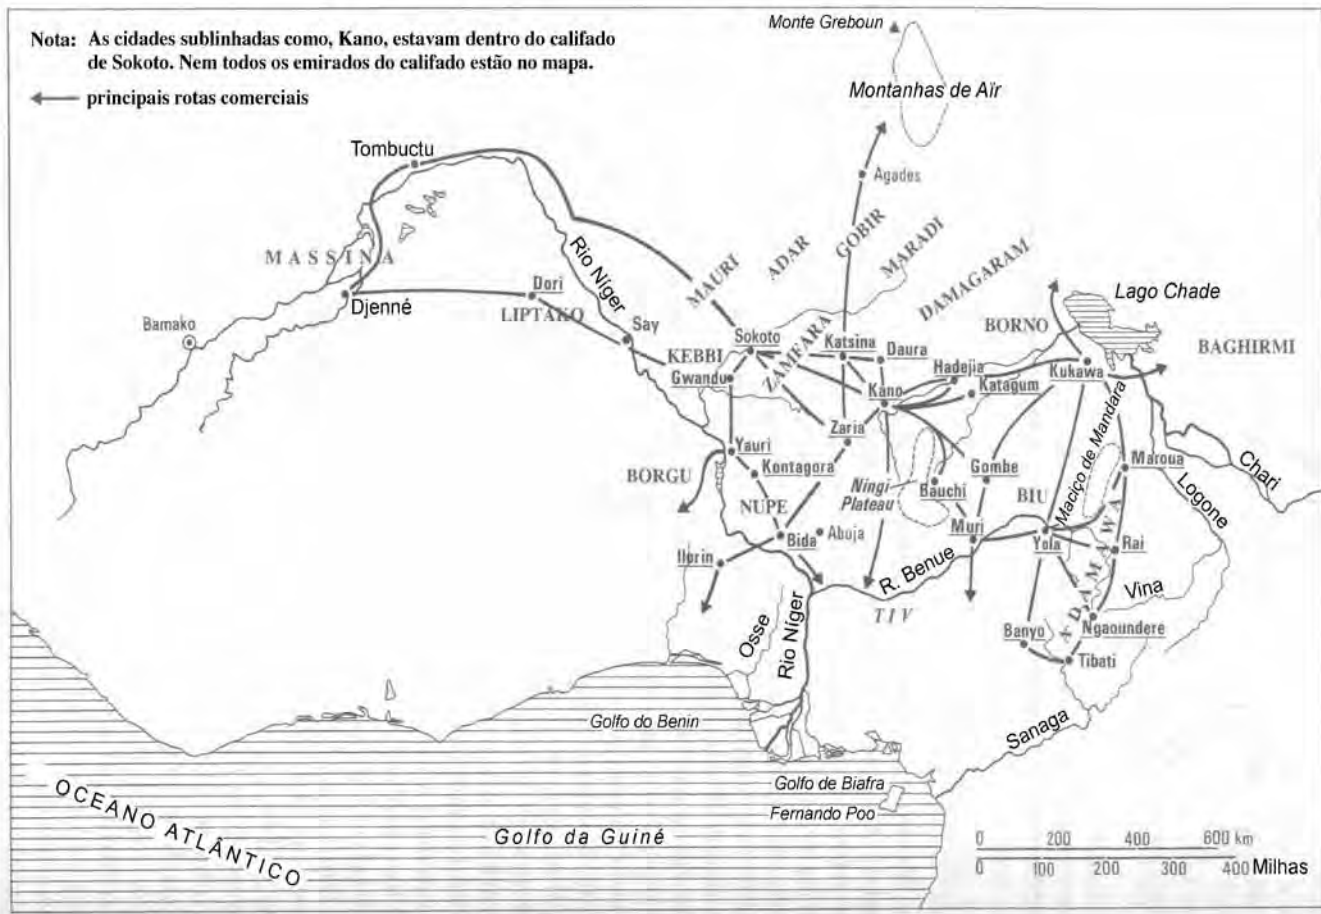 Monte Greboun
Nota: As cidades sublinhadas como, Kano, estavam dentro do califado
de Sokoto. Nem todos os emirados do califado estão no mapa.
Montanhas de Aïr
principais rotas comerciais
Tombuctu
Agades
Rio Níger
MAURI
ADAR
GOBIR
MARADI
DAMAGARAM
MASSINA
Dori
Djenné
LIPTAKO
Lago Chade
Bamako
Say
BORNO
BAGHIRMI
Sokoto
ZAMFARA
Katsina
Daura
KEBBI
Gwandu
Hadejia
Katagum
Kukawa
Kano
Zaria
Maciço de Mandara
Yauri
Kontagora
BORGU
Gombe
Maroua
Chari
Ningi
Plateau
Bauchi
BIU
Logone
NUPE
Muri
Bida
Abuja
Yola
Rai
Ilorin
R. Benue
ADAMAWA
Vina
Osse
Rio Níger
TIV
Banyo
Ngaoundere
Tibati
Sanaga
Golfo do Benin
Golfo de Biafra
Fernando Poo
OCEANO ATLÂNTICO
Golfo da Guiné
0 200 400 600 km
0 100 200 300 400 Milhas